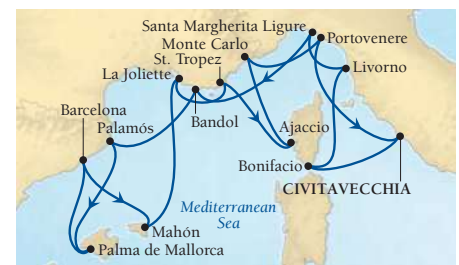 Santa Margherita Ligure
Monte Carlo
Portovenere
St. Tropez
La Joliette
Livorno
Barcelona
Palamós
Bandol
Ajaccio
Bonifacio
CIVITAVECCHIA
Mediterranean
Sea
Mahón
Palma de Mallorca